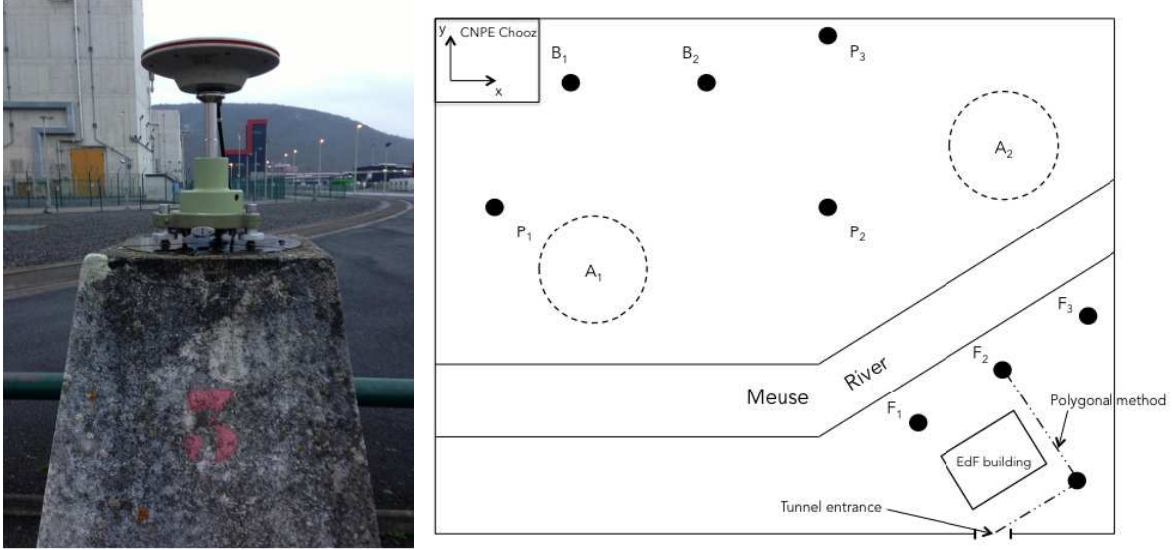 3
y
CNPE Chooz
x
B1
B2
P3
A2
P1
P2
A1
F3
F2
River
Meuse
Polygonal method
F1
EdF building
Tunnel entrance